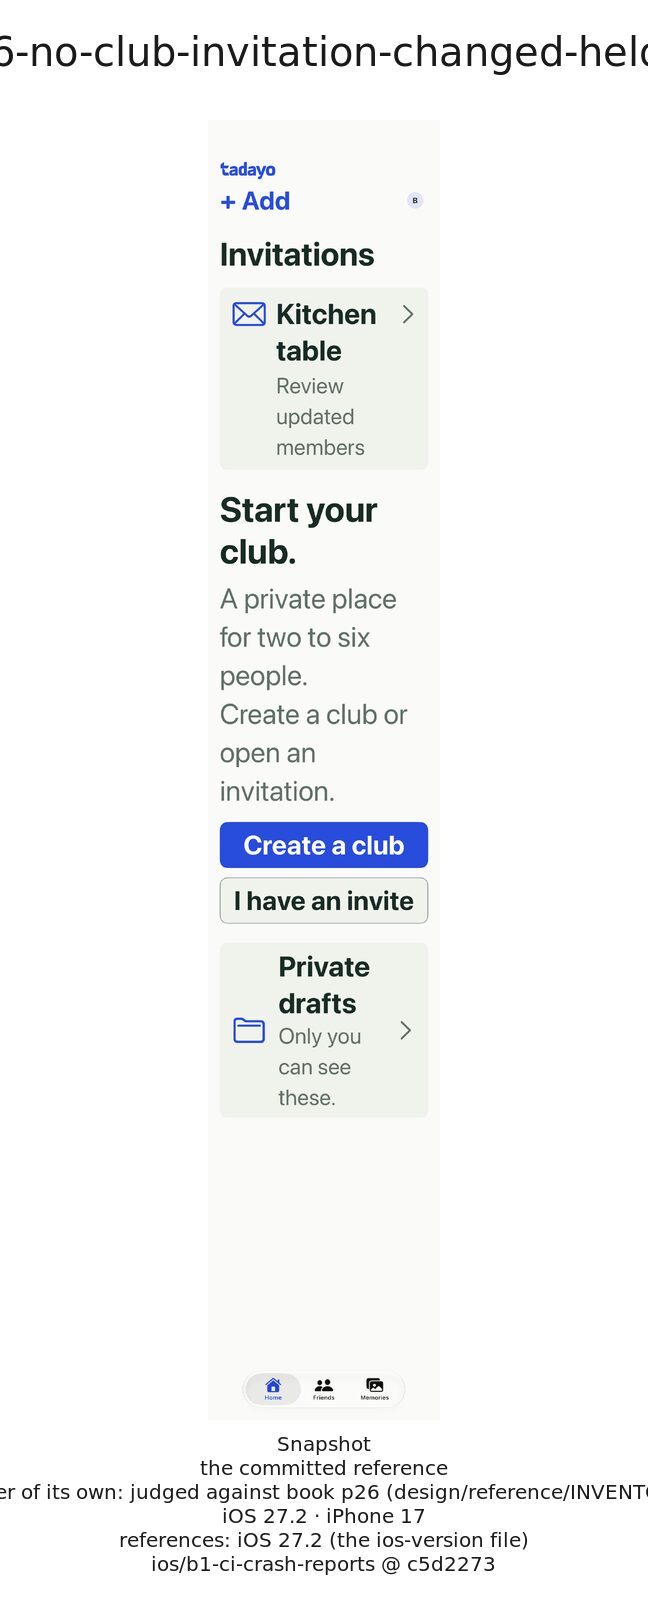 6-no-club-invitation-changed-held
tadayo
+ Add
B
Invitations
Kitchen
table
Review
updated
members
Start your
club.
A private place
for two to six
people.
Create a club or
open an
invitation.
Create a club
I have an invite
Private
drafts
Only you
can see
these.
Home
Friends
Memories
Snapshot
the committed reference
er of its own: judged against book p26 (design/reference/INVENTO
iOS 27.2 · iPhone 17
references: iOS 27.2 (the ios-version file)
ios/b1-ci-crash-reports @ c5d2273